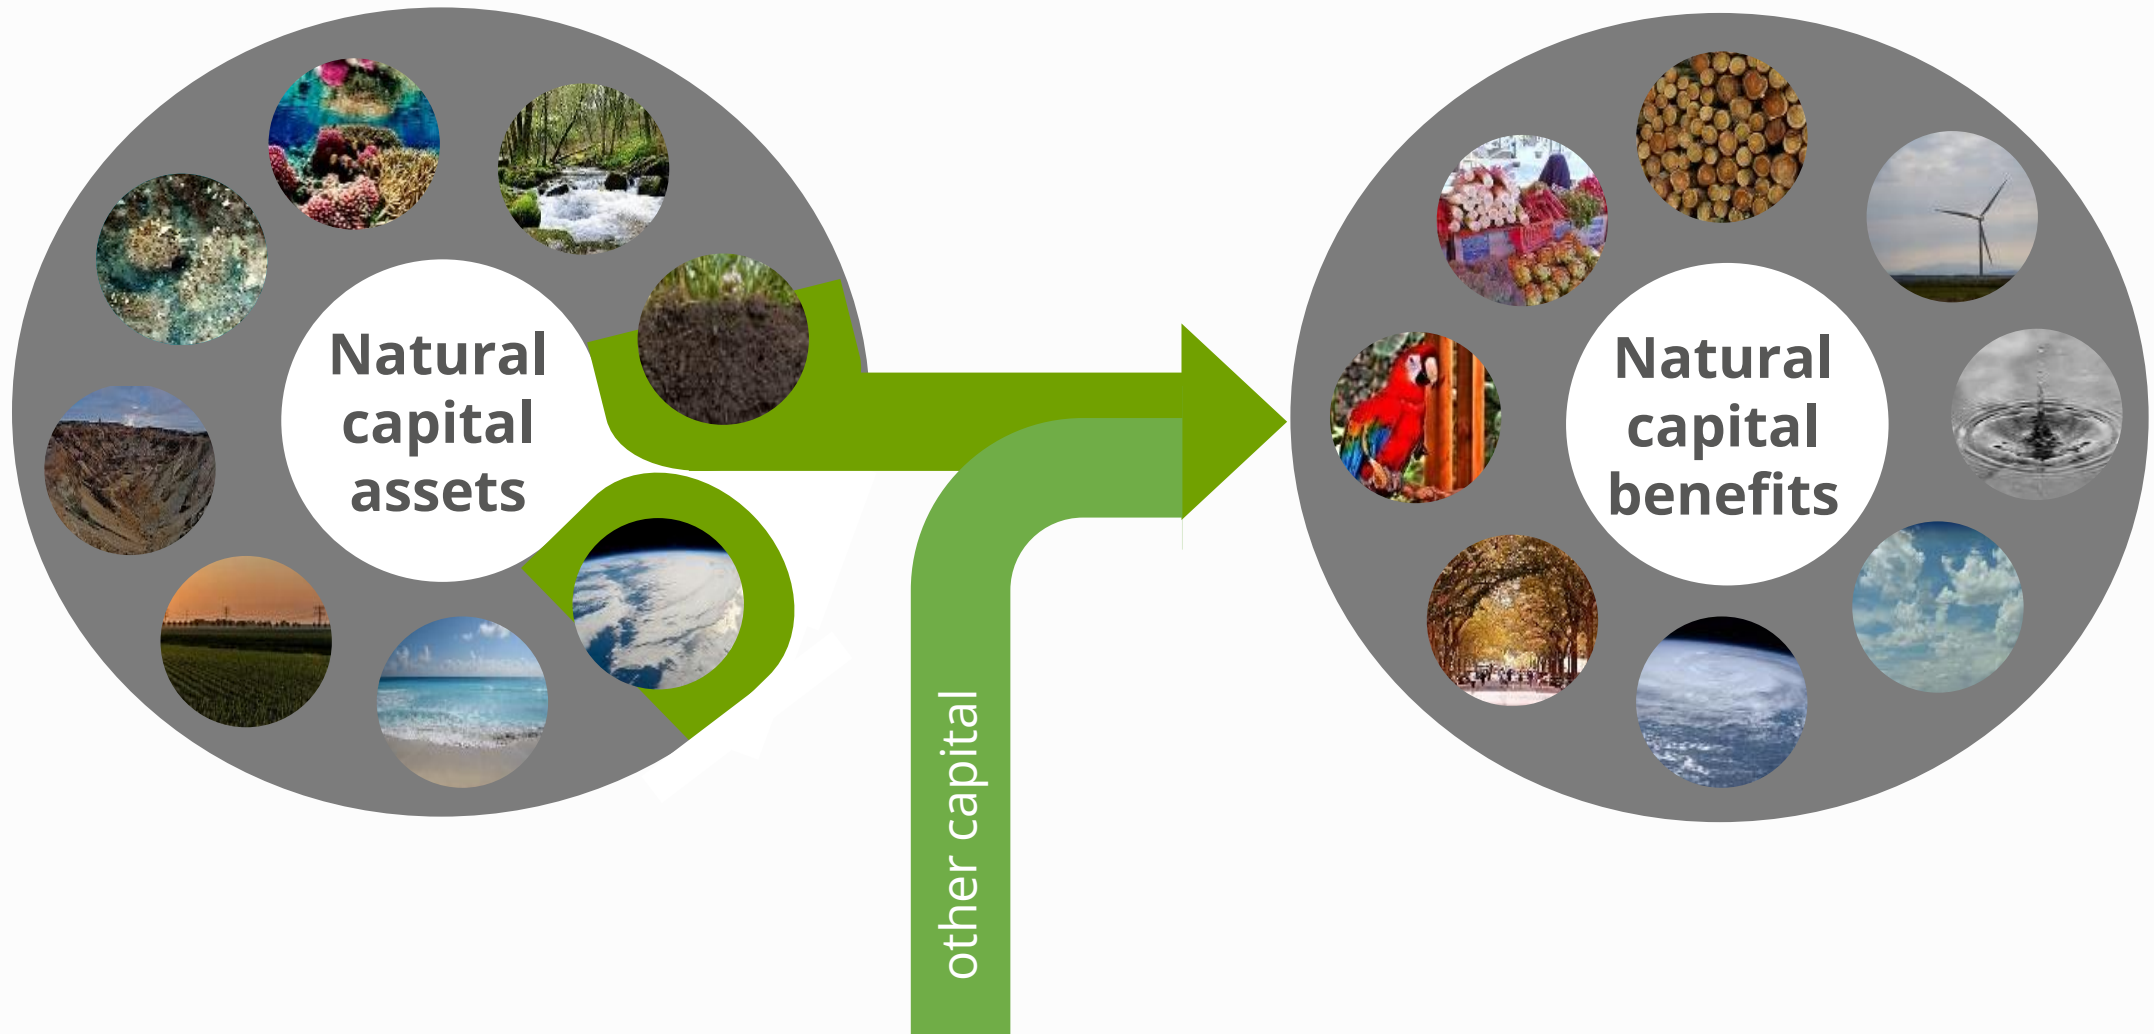 Natural
capital
assets
Natural
capital
benefits
other capital